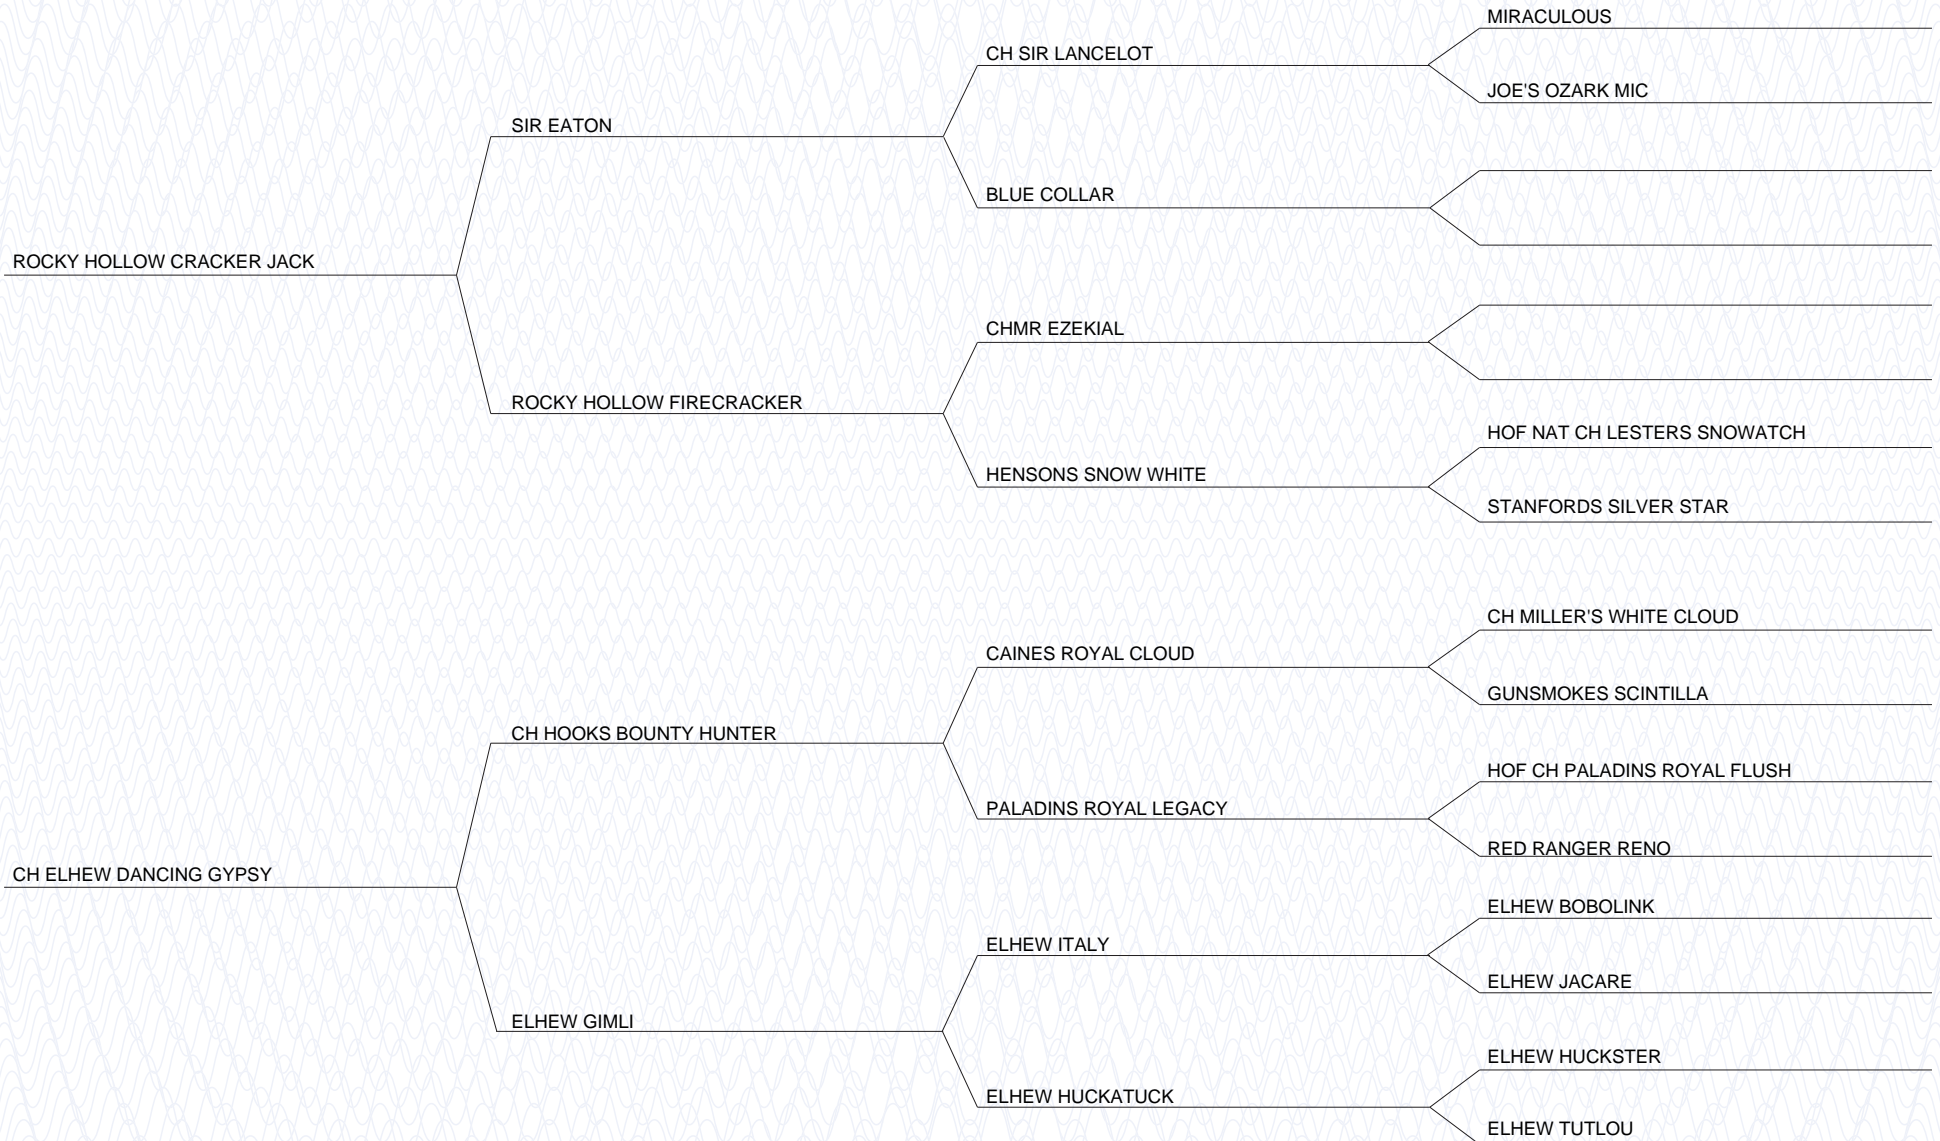 MIRACULOUS
CH SIR LANCELOT
JOE'S OZARK MIC
SIR EATON
BLUE COLLAR
ROCKY HOLLOW CRACKER JACK
CHMR EZEKIAL
ROCKY HOLLOW FIRECRACKER
HOF NAT CH LESTERS SNOWATCH
HENSONS SNOW WHITE
STANFORDS SILVER STAR
CH MILLER'S WHITE CLOUD
CAINES ROYAL CLOUD
GUNSMOKES SCINTILLA
CH HOOKS BOUNTY HUNTER
HOF CH PALADINS ROYAL FLUSH
PALADINS ROYAL LEGACY
RED RANGER RENO
CH ELHEW DANCING GYPSY
ELHEW BOBOLINK
ELHEW ITALY
ELHEW JACARE
ELHEW GIMLI
ELHEW HUCKSTER
ELHEW HUCKATUCK
ELHEW TUTLOU